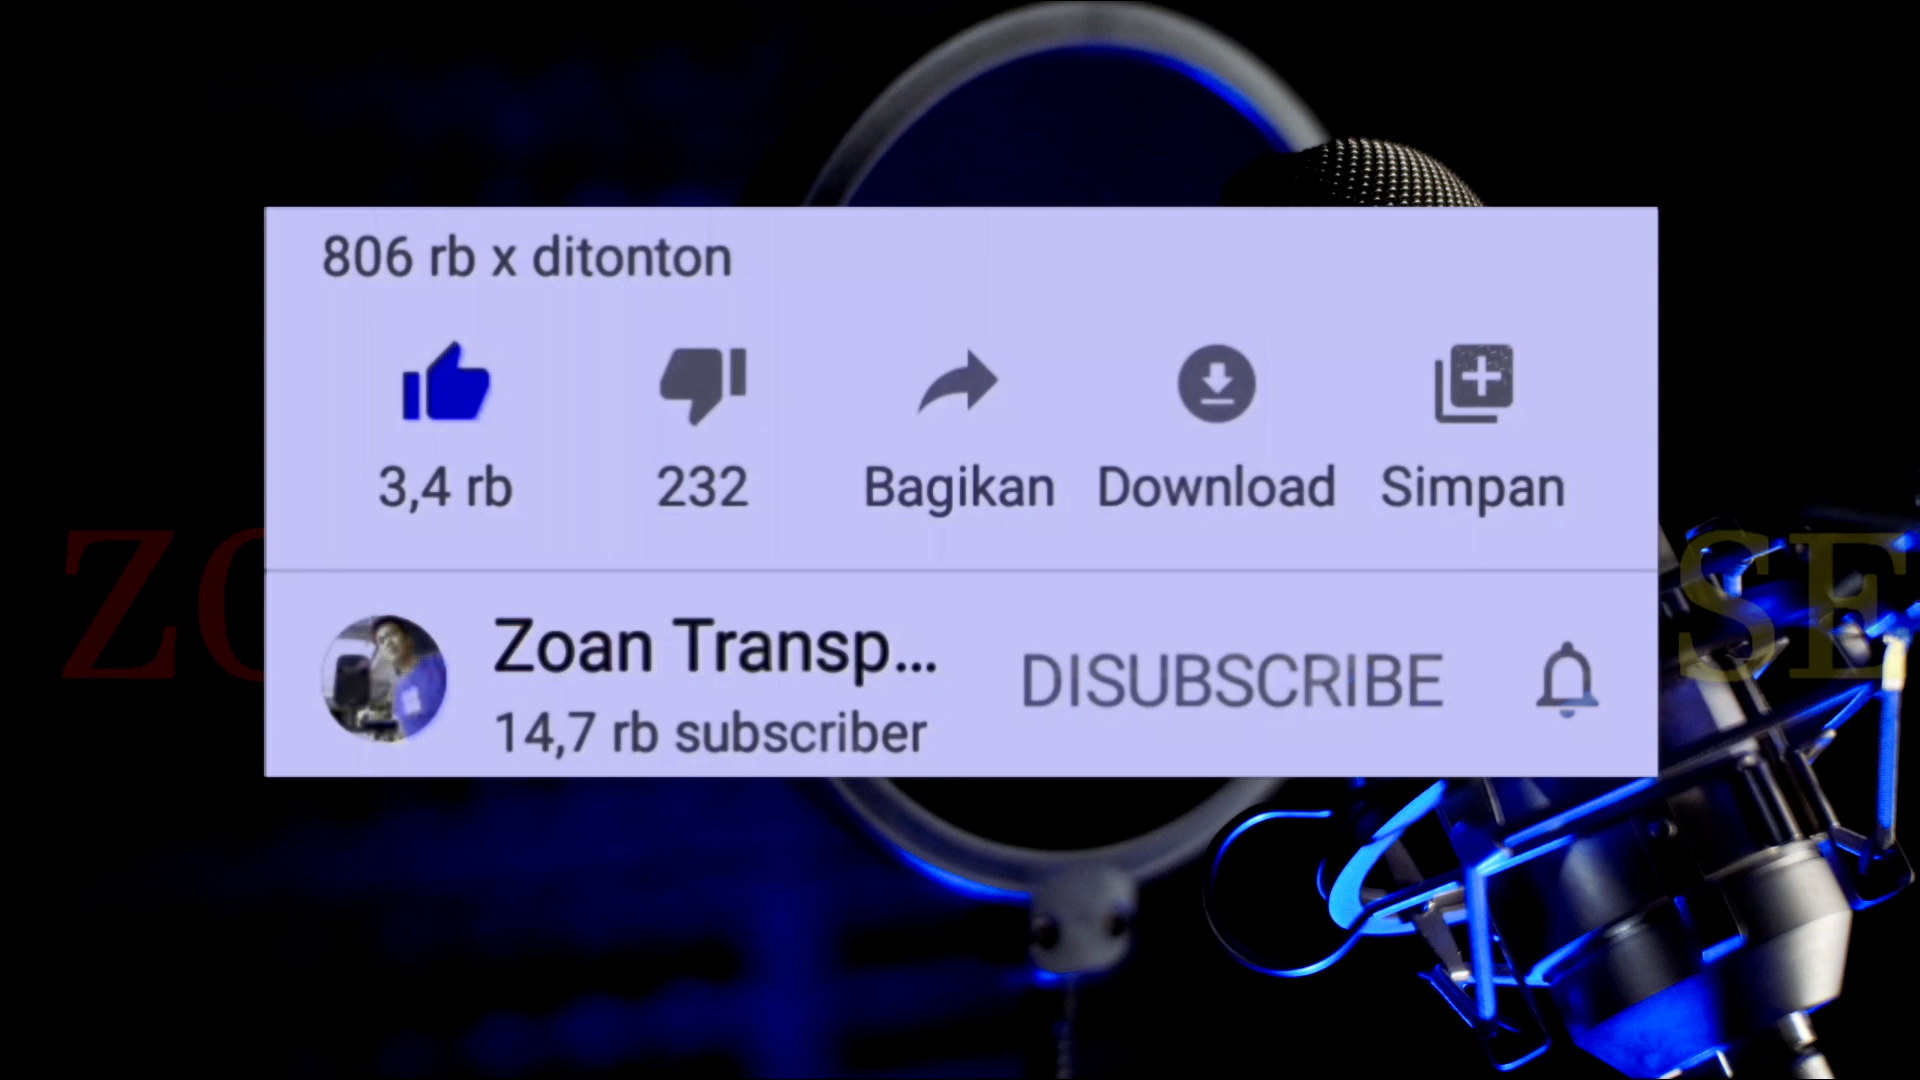 806 rb x ditonton
3,4 rb
232
Bagikan
Download
Simpan
Zoan Transp...
14,7 rb subscriber
DISUBSCRIBE